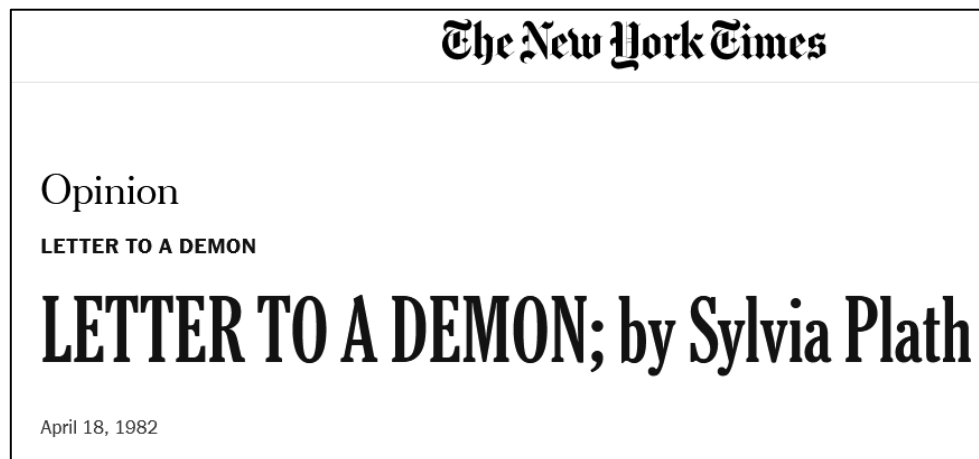 The New York Times
Opinion
LETTER TO A DEMON
LETTER TO A DEMON; by Sylvia Plath
April 18, 1982